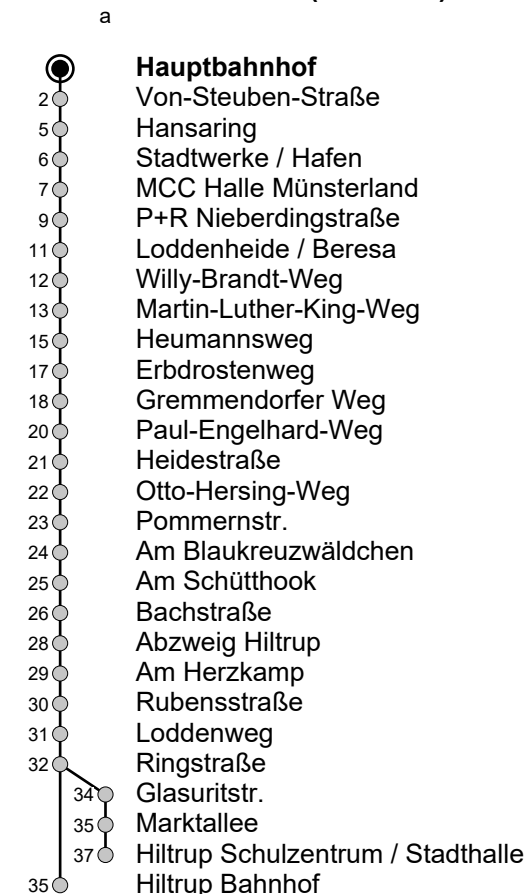 a
Hauptbahnhof
2 Von-Steuben-Straße
5 Hansaring
6 Stadtwerke / Hafen
7 MCC Halle Münsterland
9 P+R Nieberdingstraße
11 Loddenheide / Beresa
12 Willy-Brandt-Weg
13 Martin-Luther-King-Weg
15 Heumannsweg
17 Erbdrostenweg
18 Gremmendorfer Weg
20 Paul-Engelhard-Weg
21 Heidestraße
22 Otto-Hersing-Weg
23 Pommernstr.
24 Am Blaukreuzwäldchen
25 Am Schütthook
26 Bachstraße
28 Abzweig Hiltrup
29 Am Herzkamp
30 Rubensstraße
31 Loddenweg
32 Ringstraße
34 Glasuritstr.
35 Marktallee
37 Hiltrup Schulzentrum / Stadthalle
35 Hiltrup Bahnhof